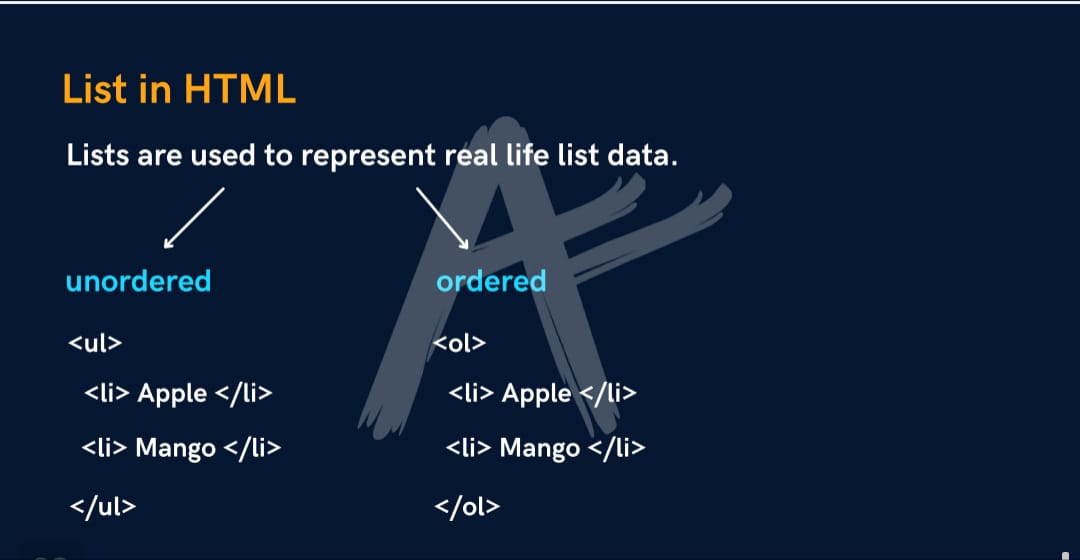 List in HTML
Lists are used to represent real life list data.
unordered
<ul>
<li> Apple </li>
<li> Mango </li>
</ul>
ordered
<ol>
<li> Apple </li>
<li> Mango </li>
</ol>